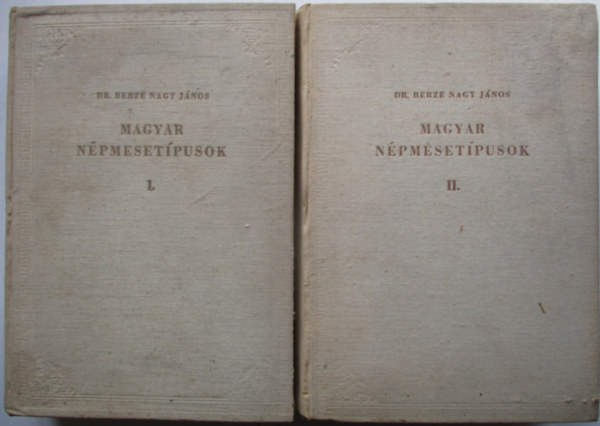 DR. BERZE NAGY JÁNOS
MAGYAR
NÉPMESETÍPUSOK
I.
DR. BERZE NAGY JÁNOS
MAGYAR
NÉPMESETÍPUSOK
II.